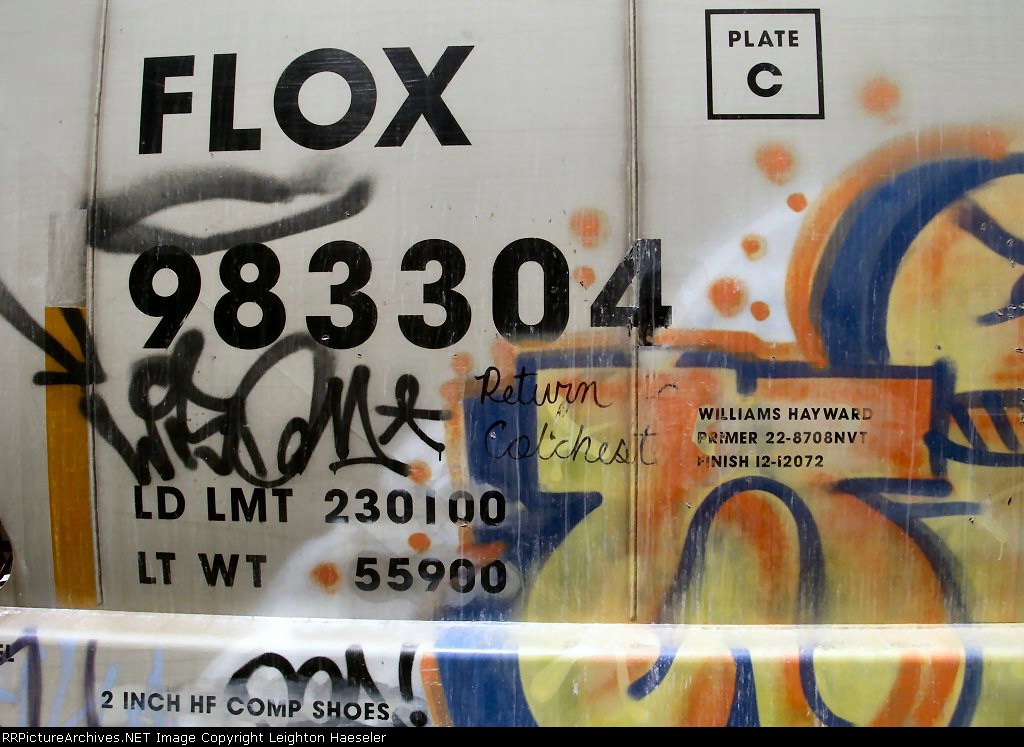 FLOX
PLATE
C
983304
Return
Colchest
WILLIAMS HAYWARD
PRIMER 22-8708NVT
FINISH 12-12072
LD LMT 230100
LT WT 55900
2 INCH HF COMP SHOES
RRPictureArchives.NET Image Copyright Leighton Haeseler